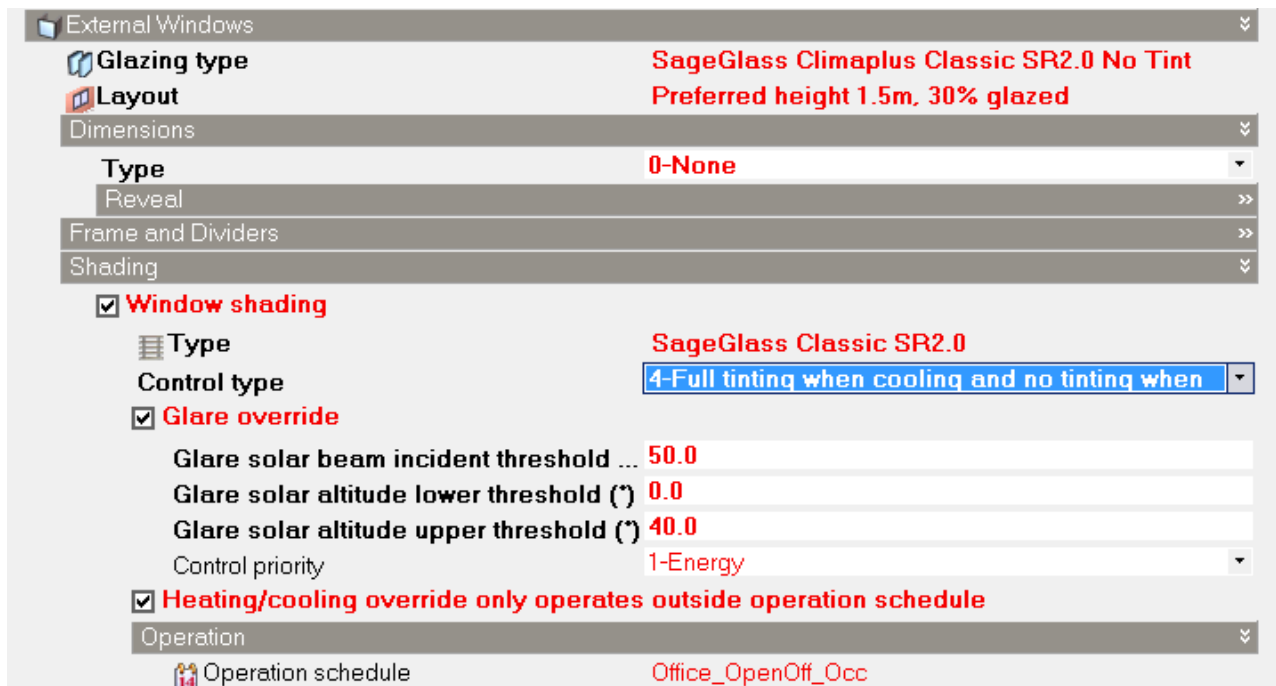 External Windows
Glazing type SageGlass Climaplus Classic SR2.0 No Tint
Layout Preferred height 1.5m, 30% glazed
Dimensions
Type 0-None
Reveal
Frame and Dividers
Shading
Window shading
Type SageGlass Classic SR2.0
Control type 4-Full tinting when cooling and no tinting when
Glare override
Glare solar beam incident threshold ... 50.0
Glare solar altitude lower threshold (°) 0.0
Glare solar altitude upper threshold (°) 40.0
Control priority 1-Energy
Heating/cooling override only operates outside operation schedule
Operation
14 Operation schedule Office_OpenOff_Occ